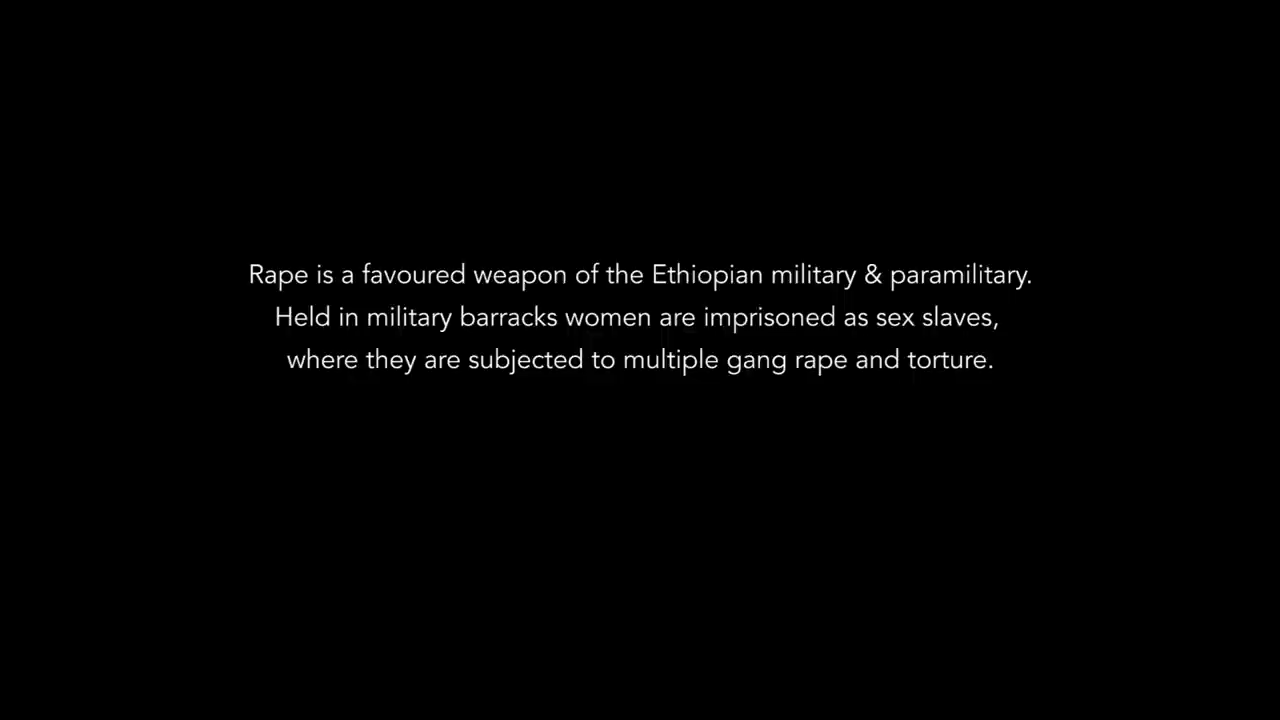 Rape is a favoured weapon of the Ethiopian military & paramilitary.
Held in military barracks women are imprisoned as sex slaves,
where they are subjected to multiple gang rape and torture.